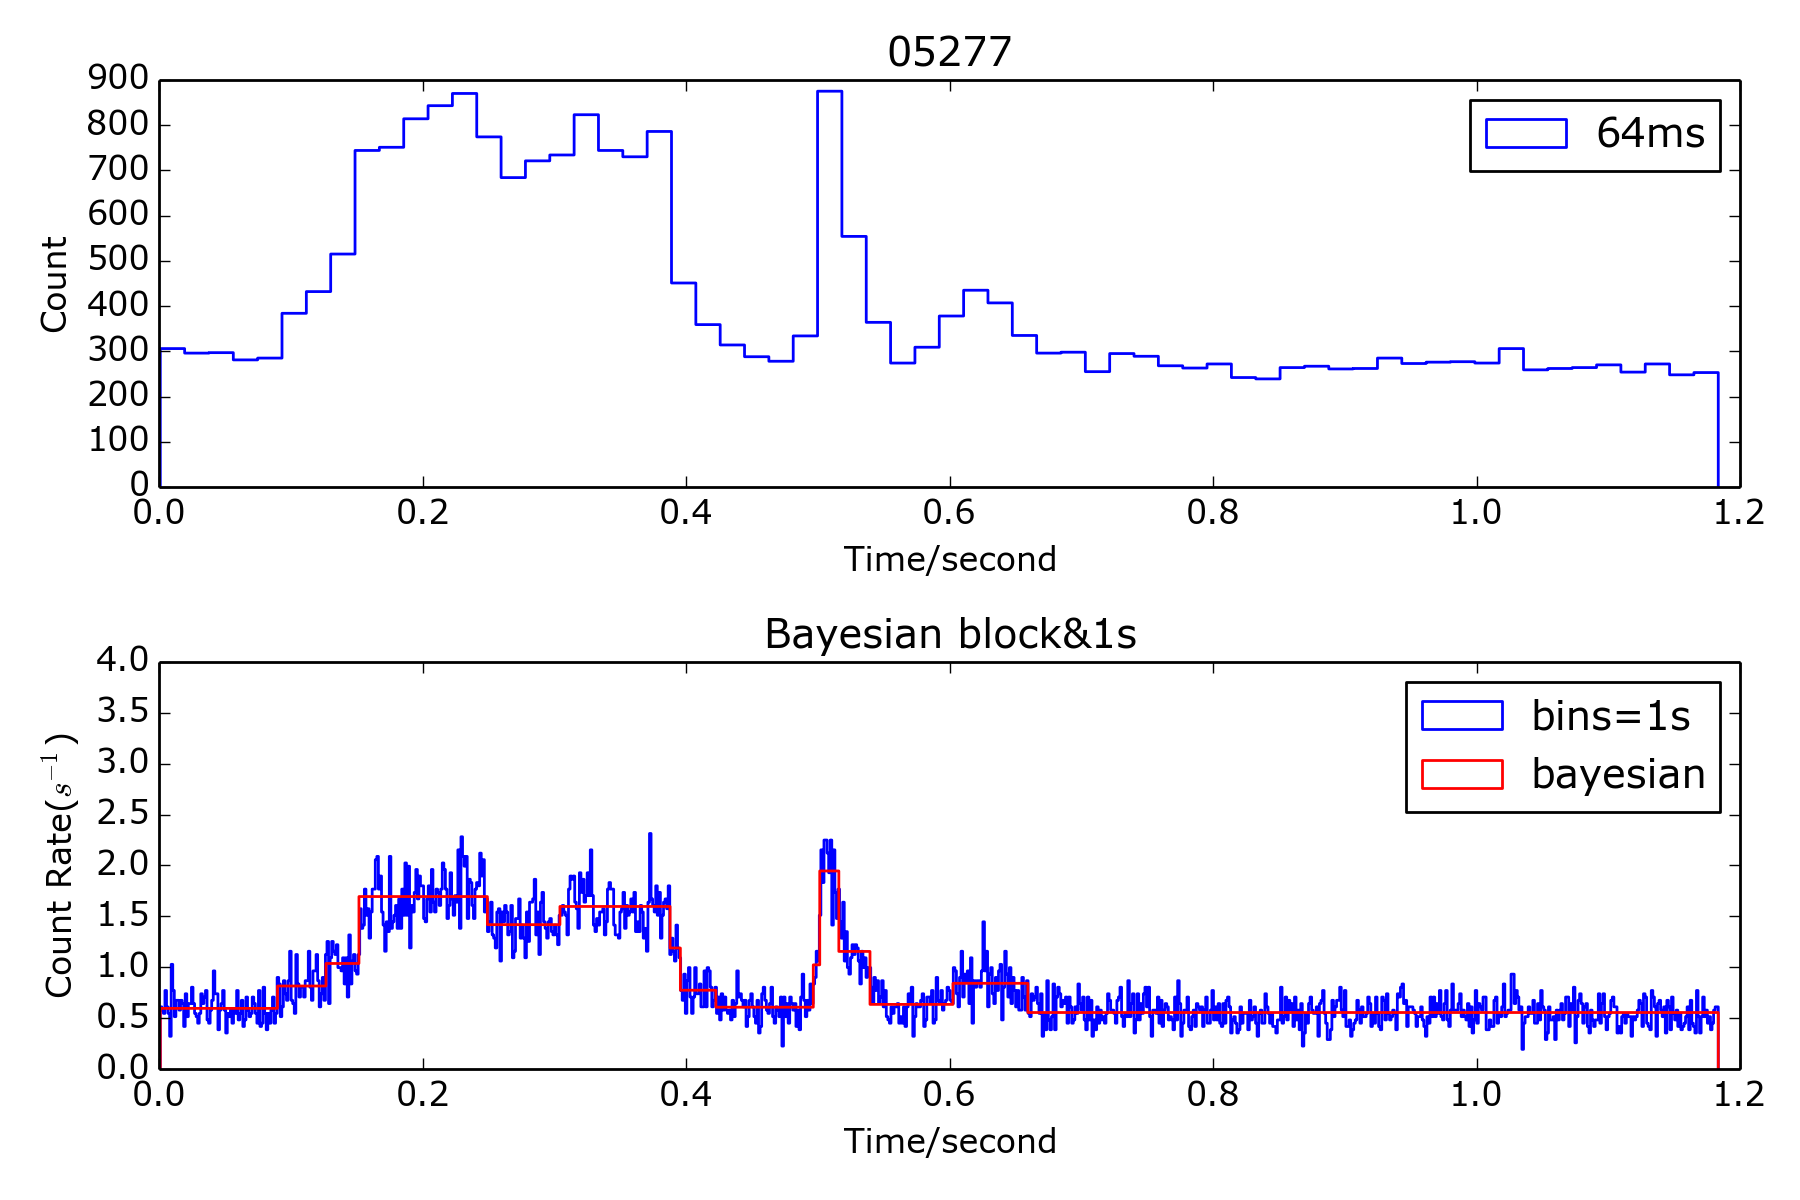 05277
900
800
700
600
500
400
300
200
100
0
Count
64ms
0.0 0.2 0.4 0.6 0.8 1.0 1.2
Time/second
Bayesian block&1s
4.0
3.5
3.0
2.5
2.0
1.5
1.0
0.5
0.0
Count Rate(s⁻¹)
bins=1s
bayesian
0.0 0.2 0.4 0.6 0.8 1.0 1.2
Time/second